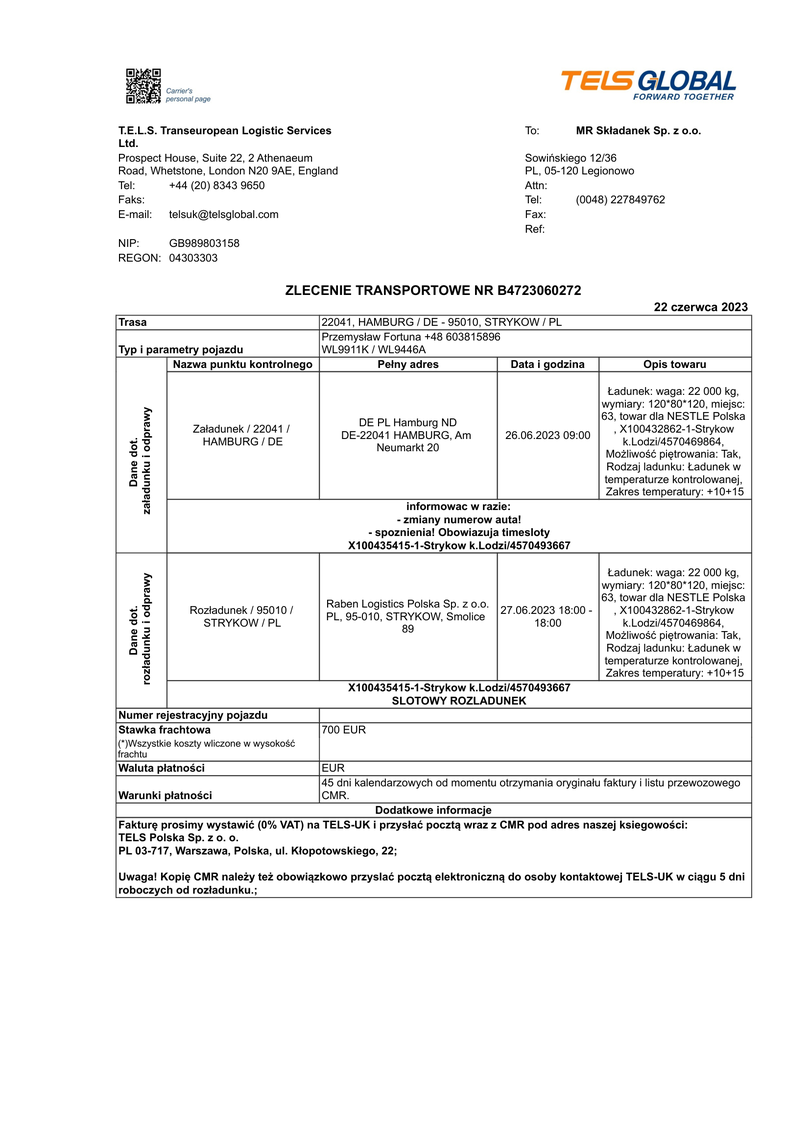 Carrier's
personal page
TELS GLOBAL
FORWARD TOGETHER
T.E.L.S. Transeuropean Logistic Services
Ltd.
Prospect House, Suite 22, 2 Athenaeum
Road, Whetstone, London N20 9AE, England
Tel: +44 (20) 8343 9650
Faks:
E-mail: telsuk@telsglobal.com
NIP: GB989803158
REGON: 04303303
To: MR Składanek Sp. z o.o.
Sowińskiego 12/36
PL, 05-120 Legionowo
Attn:
Tel: (0048) 227849762
Fax:
Ref:
ZLECENIE TRANSPORTOWE NR B4723060272
22 czerwca 2023
Trasa 22041, HAMBURG / DE - 95010, STRYKOW / PL
Typ i parametry pojazdu
Przemysław Fortuna +48 603815896
WL9911K / WL9446A
Nazwa punktu kontrolnego Pełny adres Data i godzina Opis towaru
Dane dot.
załadunku i odprawy
Załadunek / 22041 /
HAMBURG / DE
DE PL Hamburg ND
DE-22041 HAMBURG, Am
Neumarkt 20
26.06.2023 09:00
Ładunek: waga: 22 000 kg,
wymiary: 120*80*120, miejsc:
63, towar dla NESTLE Polska
, X100432862-1-Strykow
k.Lodzi/4570469864,
Możliwość piętrowania: Tak,
Rodzaj ladunku: Ładunek w
temperaturze kontrolowanej,
Zakres temperatury: +10+15
informowac w razie:
- zmiany numerow auta!
- spoznienia! Obowiazuja timesloty
X100435415-1-Strykow k.Lodzi/4570493667
Dane dot.
rozładunku i odprawy
Rozładunek / 95010 /
STRYKOW / PL
Raben Logistics Polska Sp. z o.o.
PL, 95-010, STRYKOW, Smolice
89
27.06.2023 18:00 -
18:00
Ładunek: waga: 22 000 kg,
wymiary: 120*80*120, miejsc:
63, towar dla NESTLE Polska
, X100432862-1-Strykow
k.Lodzi/4570469864,
Możliwość piętrowania: Tak,
Rodzaj ladunku: Ładunek w
temperaturze kontrolowanej,
Zakres temperatury: +10+15
X100435415-1-Strykow k.Lodzi/4570493667
SLOTOWY ROZLADUNEK
Numer rejestracyjny pojazdu
Stawka frachtowa 700 EUR
(*)Wszystkie koszty wliczone w wysokość
frachtu
Waluta płatności EUR
Warunki płatności
45 dni kalendarzowych od momentu otrzymania oryginału faktury i listu przewozowego
CMR.
Dodatkowe informacje
Fakturę prosimy wystawić (0% VAT) na TELS-UK i przysłać pocztą wraz z CMR pod adres naszej ksiegowości:
TELS Polska Sp. z o. o.
PL 03-717, Warszawa, Polska, ul. Kłopotowskiego, 22;
Uwaga! Kopię CMR należy też obowiązkowo przyslać pocztą elektroniczną do osoby kontaktowej TELS-UK w ciągu 5 dni
roboczych od rozładunku.;